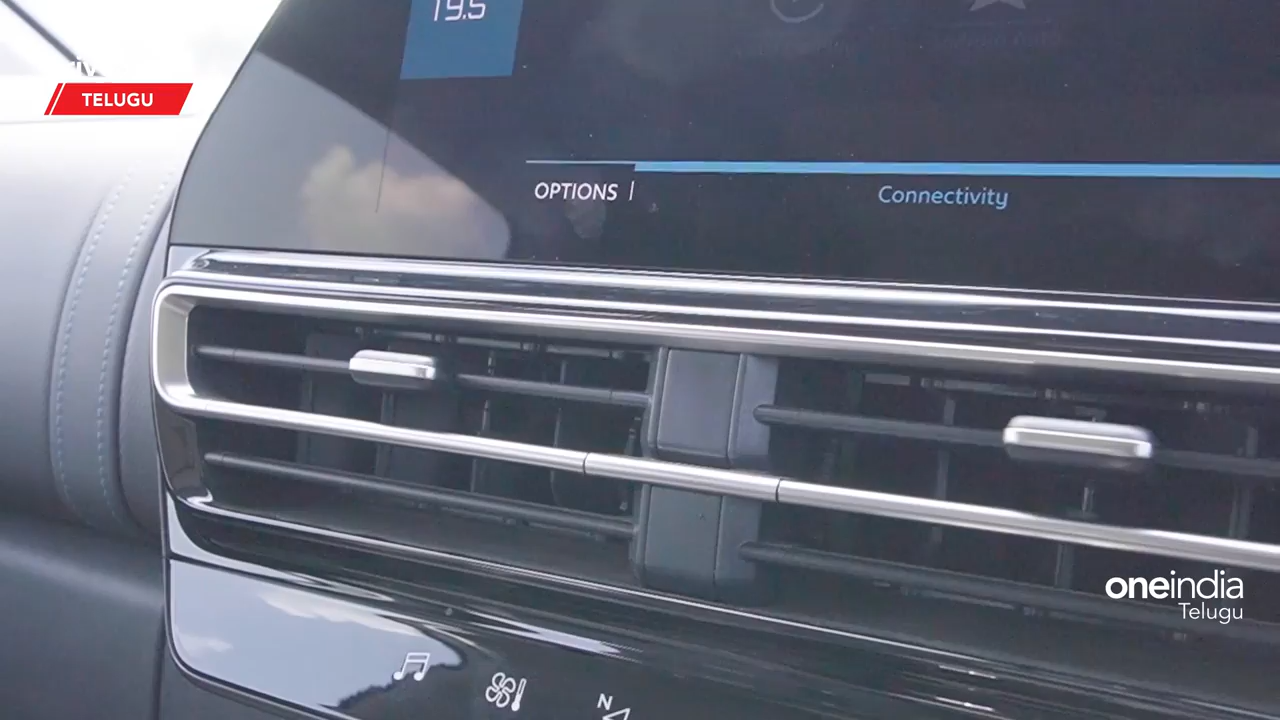 19.5
TELUGU
OPTIONS
Connectivity
oneindia
Telugu
N